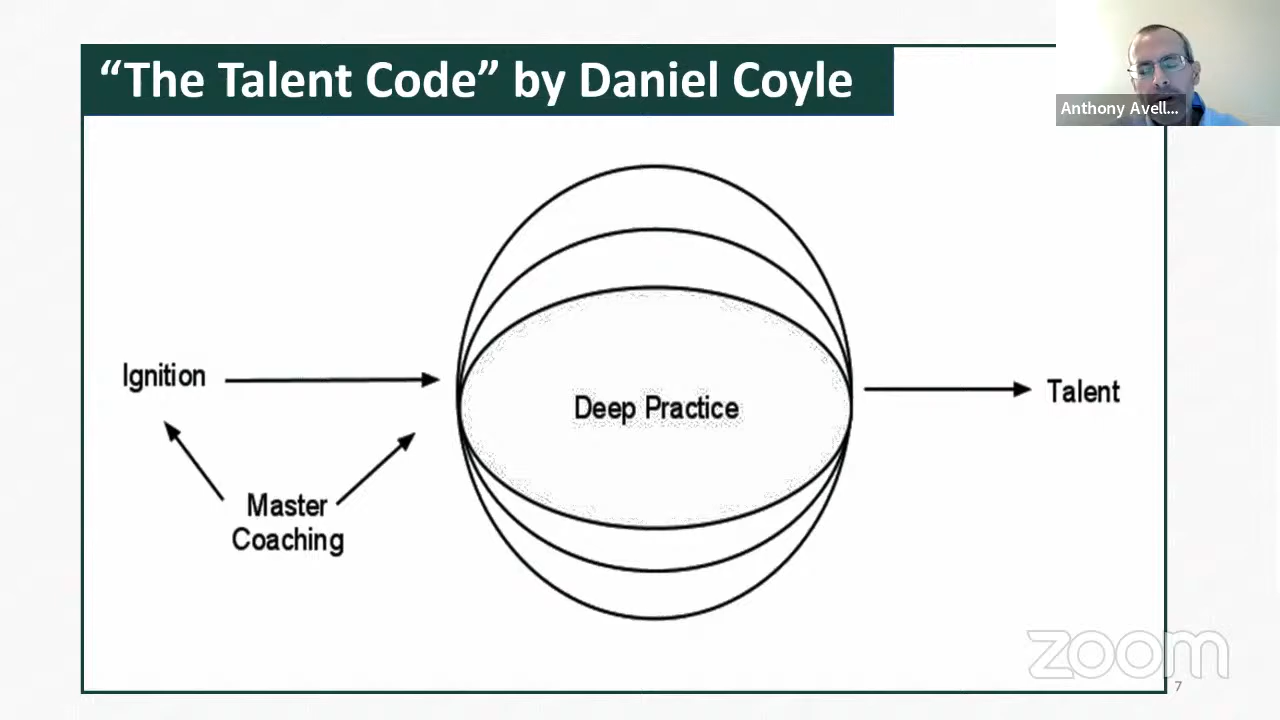 “The Talent Code” by Daniel Coyle
Anthony Avell...
Ignition
Deep Practice
Talent
Master
Coaching
zoom
7